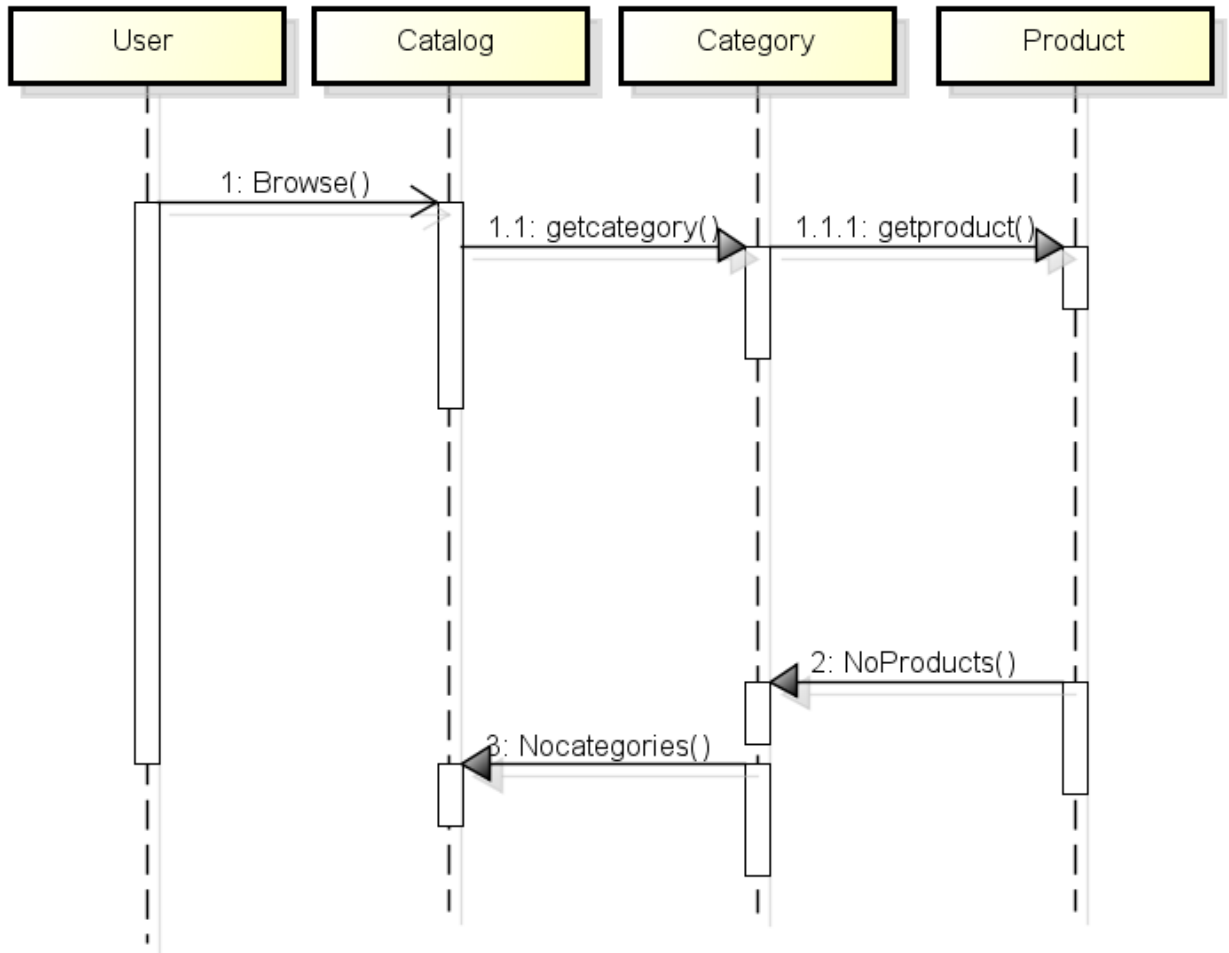 User
Catalog
Category
Product
1: Browse()
1.1: getcategory()
1.1.1: getproduct()
2: NoProducts()
3: Nocategories()